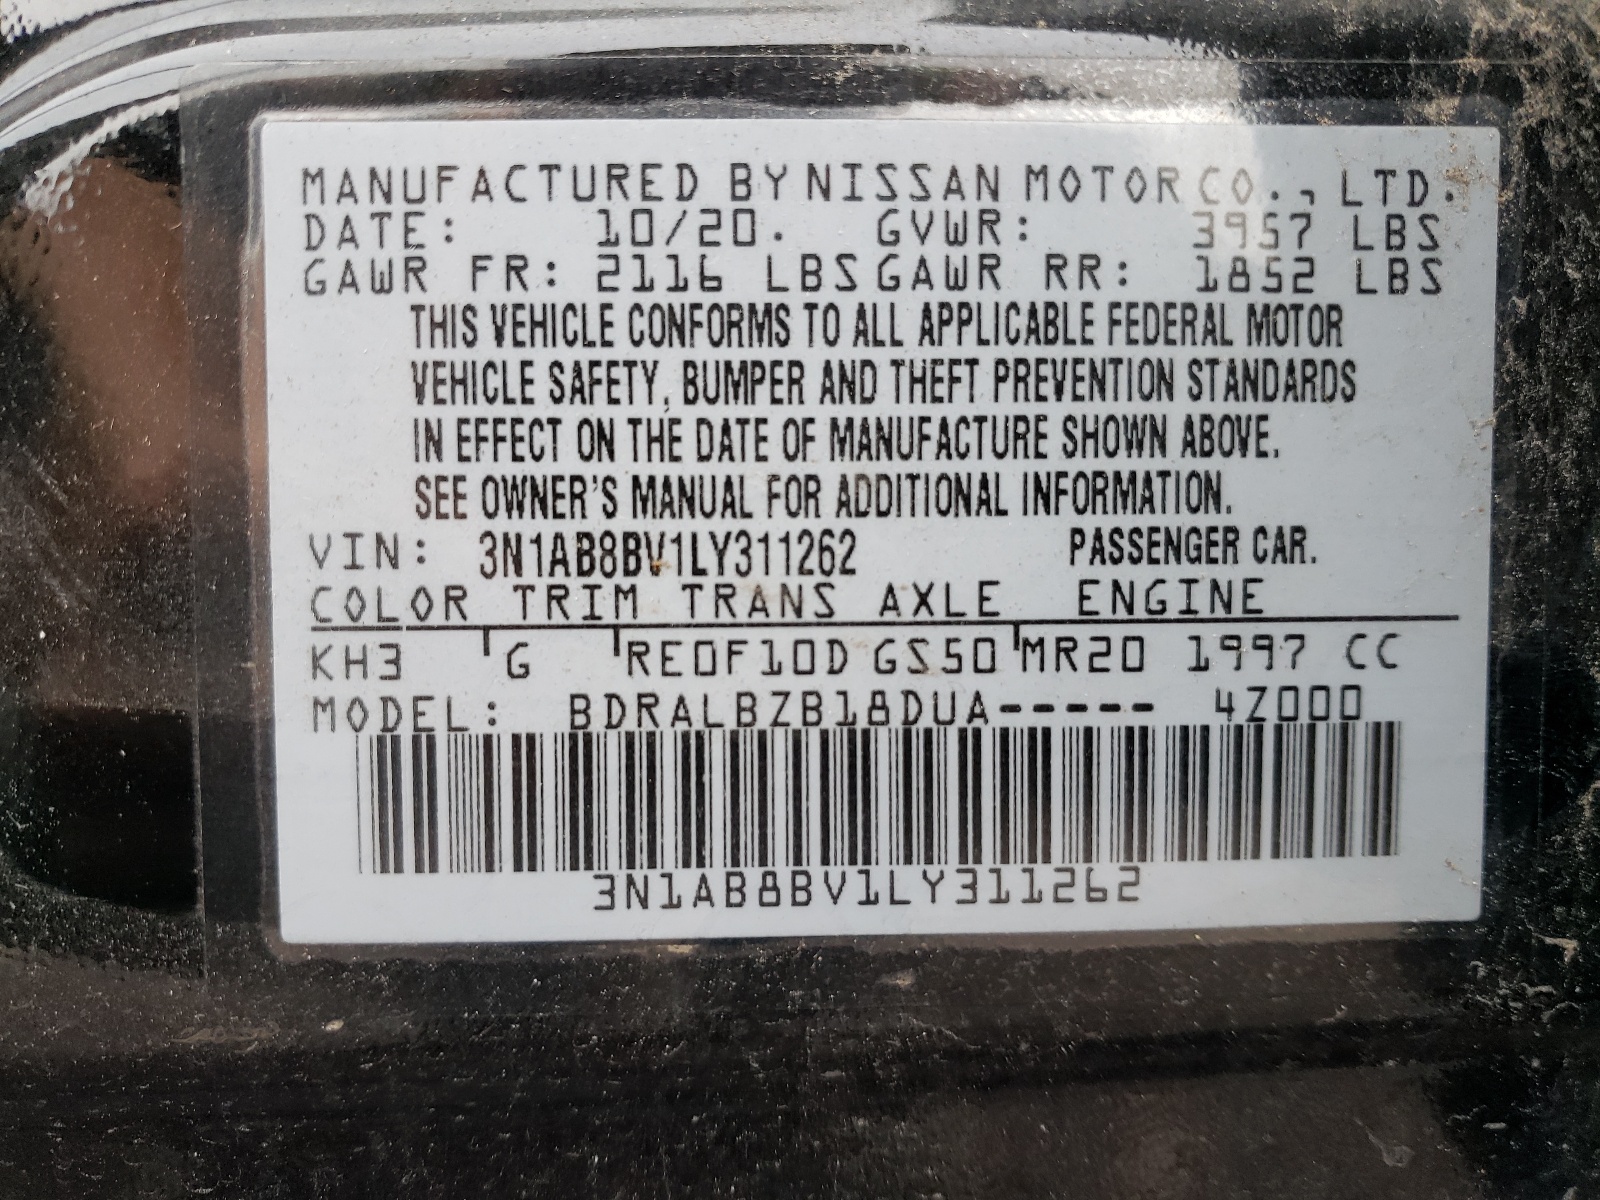 MANUFACTURED BY NISSAN MOTOR CO., LTD.
DATE: 10/20. GVWR: 3957 LBS
GAWR FR: 2116 LBS GAWR RR: 1852 LBS
THIS VEHICLE CONFORMS TO ALL APPLICABLE FEDERAL MOTOR
VEHICLE SAFETY, BUMPER AND THEFT PREVENTION STANDARDS
IN EFFECT ON THE DATE OF MANUFACTURE SHOWN ABOVE.
SEE OWNER'S MANUAL FOR ADDITIONAL INFORMATION.
VIN: 3N1AB8BV1LY311262 PASSENGER CAR.
COLOR TRIM TRANS AXLE ENGINE
KH3 G RE0F10D GS50 MR20 1997 CC
MODEL: BDRALBZB18DUA----- 4Z000
3N1AB8BV1LY311262